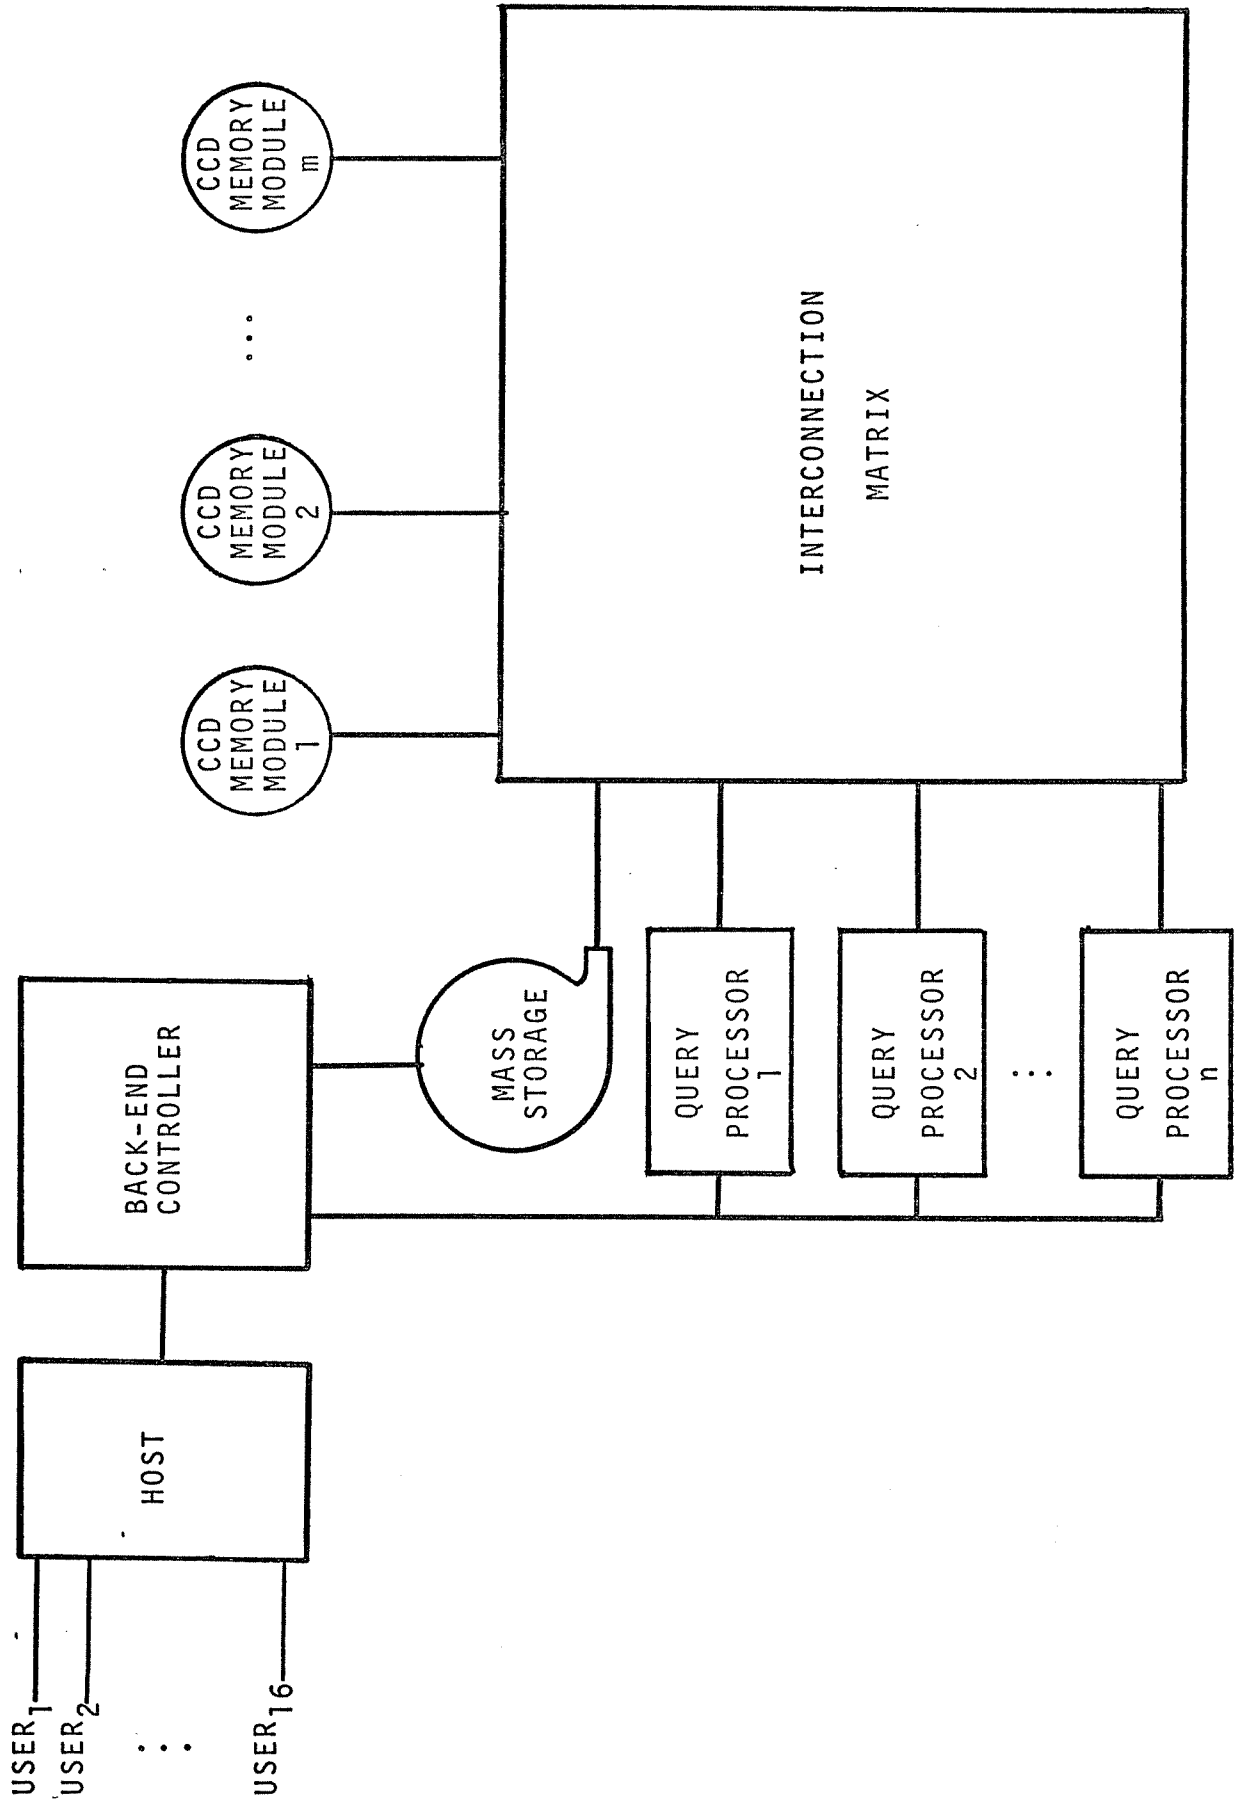 USER1
USER2
⋮
USER16
HOST
BACK-END
CONTROLLER
MASS
STORAGE
QUERY
PROCESSOR
1
QUERY
PROCESSOR
2
⋮
QUERY
PROCESSOR
n
CCD
MEMORY
MODULE
1
CCD
MEMORY
MODULE
2
...
CCD
MEMORY
MODULE
m
INTERCONNECTION
MATRIX